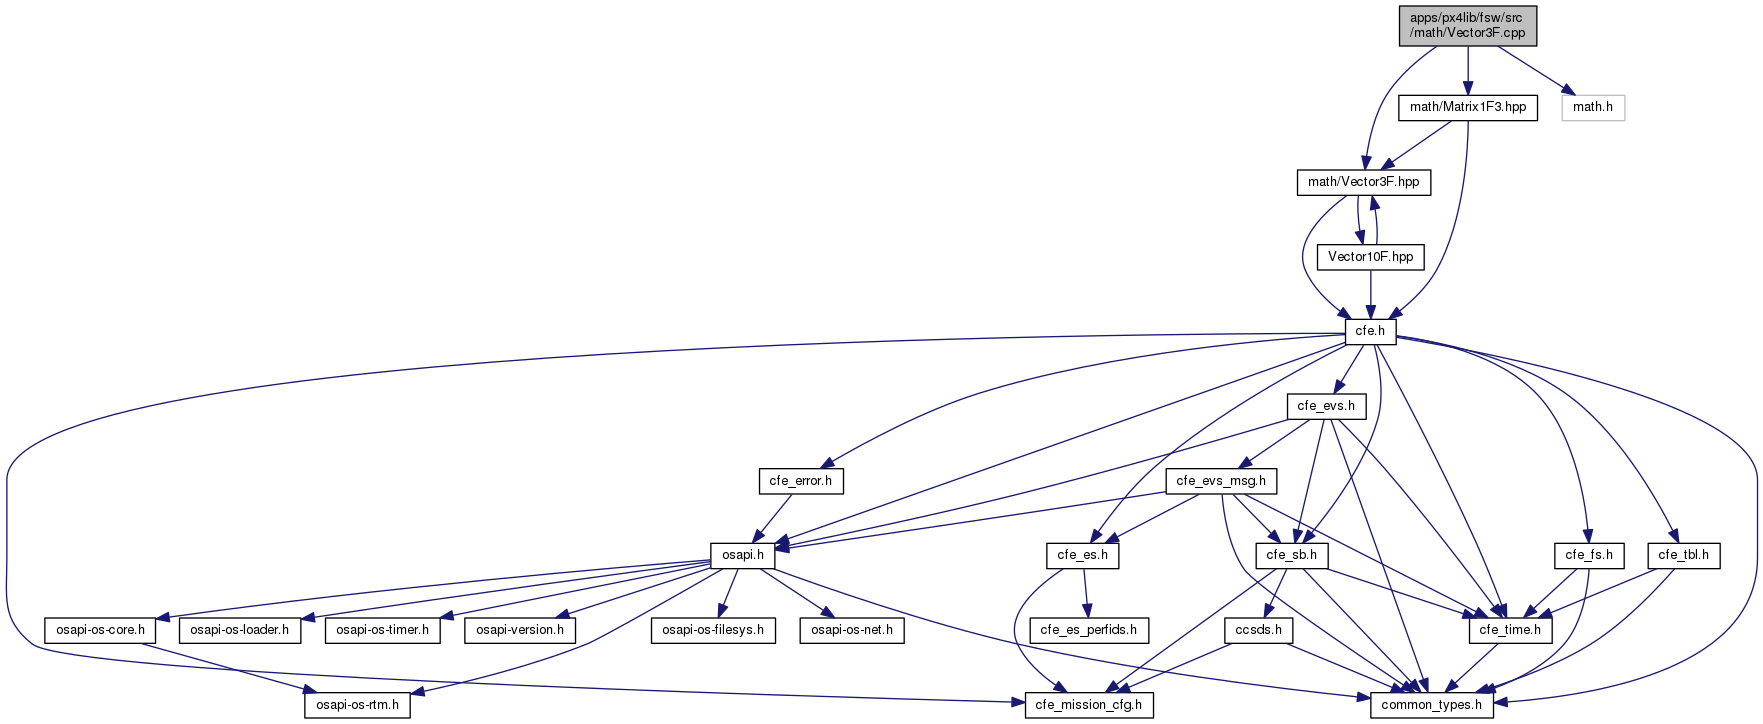 apps/px4lib/fsw/src
/math/Vector3F.cpp
math/Matrix1F3.hpp
math.h
math/Vector3F.hpp
Vector10F.hpp
cfe.h
cfe_evs.h
cfe_error.h
cfe_evs_msg.h
osapi.h
cfe_es.h
cfe_sb.h
cfe_fs.h
cfe_tbl.h
osapi-os-core.h
osapi-os-loader.h
osapi-os-timer.h
osapi-version.h
osapi-os-filesys.h
osapi-os-net.h
cfe_es_perfids.h
ccsds.h
cfe_time.h
osapi-os-rtm.h
cfe_mission_cfg.h
common_types.h